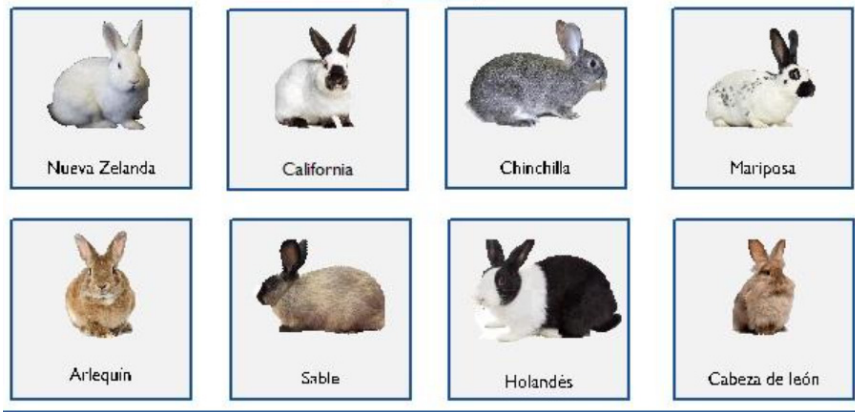 Nueva Zelanda
California
Chinchilla
Mariposa
Arlequín
Sable
Holandés
Cabeza de león